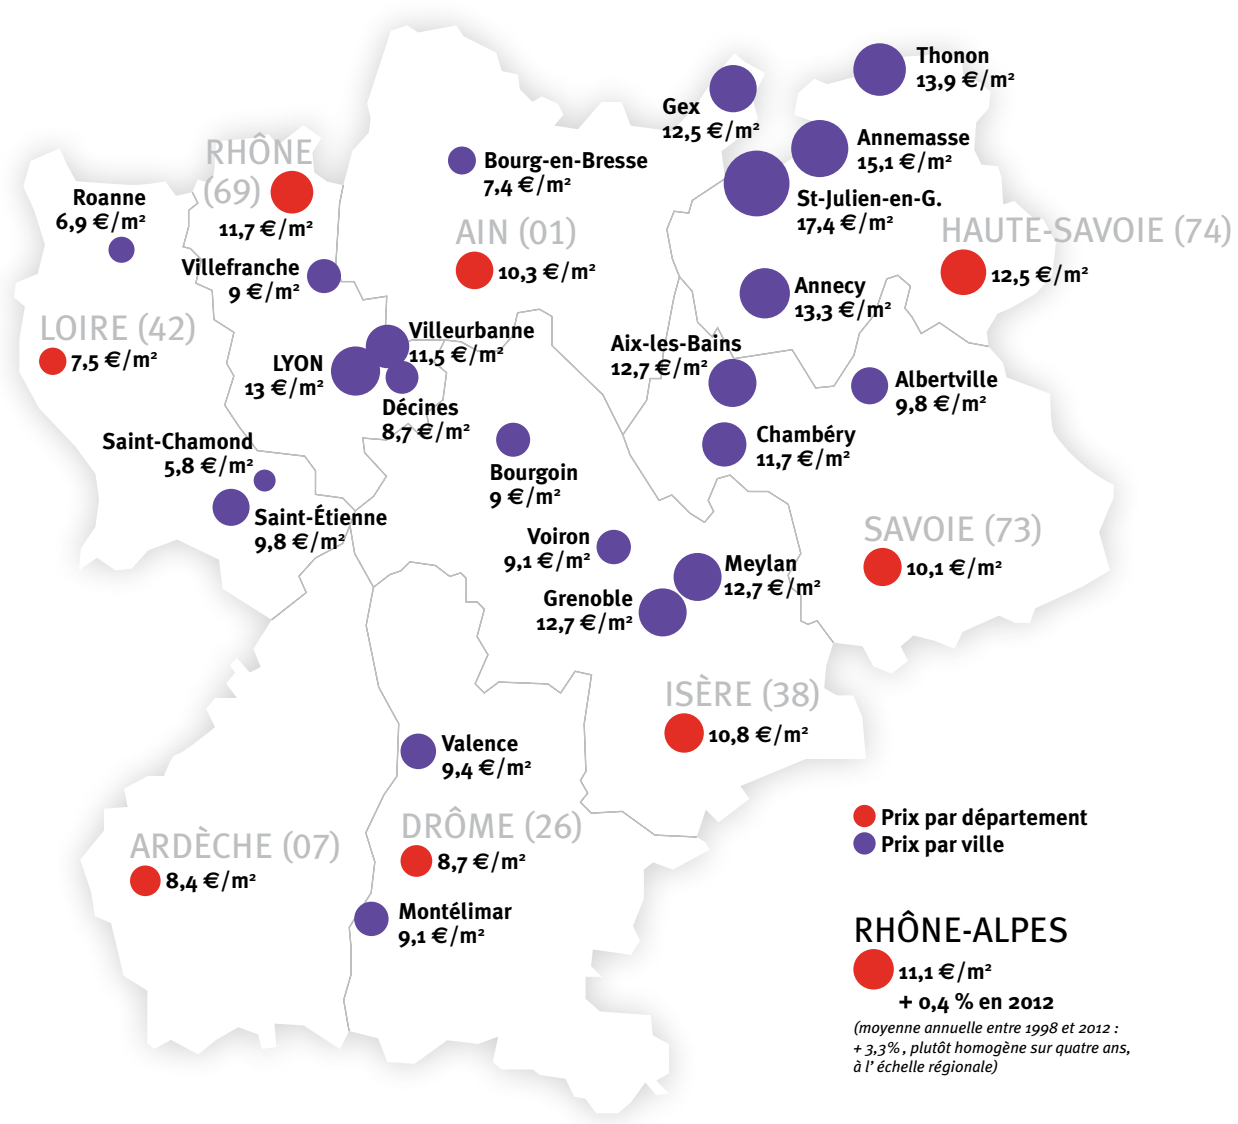 Thonon
13,9 €/m²
Gex
12,5 €/m²
Annemasse
15,1 €/m²
St-Julien-en-G.
17,4 €/m²
HAUTE-SAVOIE (74)
12,5 €/m²
Annecy
13,3 €/m²
RHÔNE
(69)
11,7 €/m²
Roanne
6,9 €/m²
Bourg-en-Bresse
7,4 €/m²
AIN (01)
10,3 €/m²
Villefranche
9 €/m²
LOIRE (42)
7,5 €/m²
Villeurbanne
11,5 €/m²
LYON
13 €/m²
Décines
8,7 €/m²
Aix-les-Bains
12,7 €/m²
Albertville
9,8 €/m²
Chambéry
11,7 €/m²
Saint-Chamond
5,8 €/m²
Saint-Étienne
9,8 €/m²
Bourgoin
9 €/m²
Voiron
9,1 €/m²
Meylan
12,7 €/m²
Grenoble
12,7 €/m²
SAVOIE (73)
10,1 €/m²
ISÈRE (38)
10,8 €/m²
Valence
9,4 €/m²
DRÔME (26)
8,7 €/m²
ARDÈCHE (07)
8,4 €/m²
Montélimar
9,1 €/m²
Prix par département
Prix par ville
RHÔNE-ALPES
11,1 €/m²
+ 0,4 % en 2012
(moyenne annuelle entre 1998 et 2012 :
+ 3,3% , plutôt homogène sur quatre ans,
à l' échelle régionale)